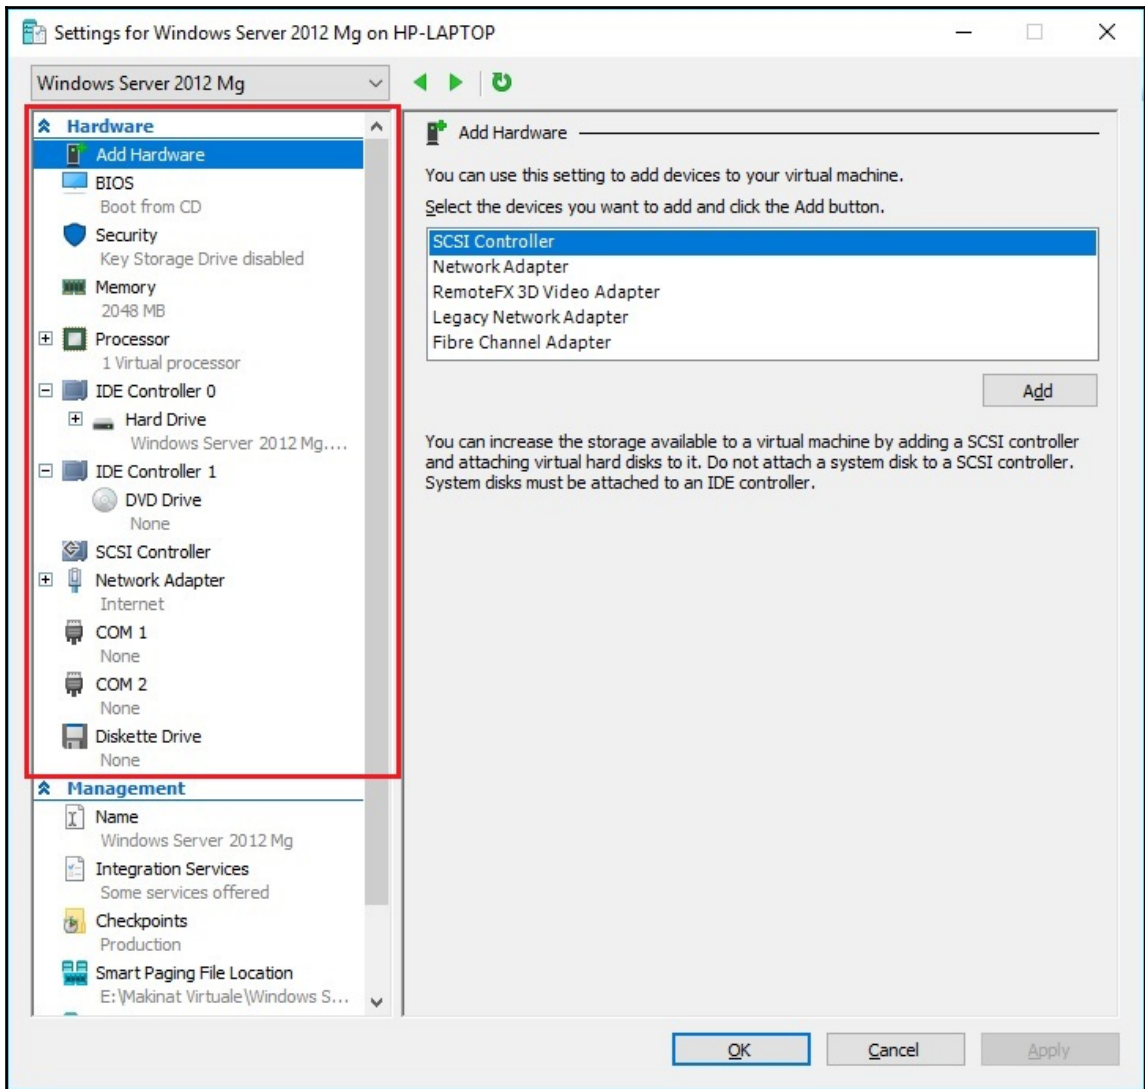 Settings for Windows Server 2012 Mg on HP-LAPTOP
Windows Server 2012 Mg
Hardware
Add Hardware
BIOS
Boot from CD
Security
Key Storage Drive disabled
Memory
2048 MB
Processor
1 Virtual processor
IDE Controller 0
Hard Drive
Windows Server 2012 Mg....
IDE Controller 1
DVD Drive
None
SCSI Controller
Network Adapter
Internet
COM 1
None
COM 2
None
Diskette Drive
None
Management
Name
Windows Server 2012 Mg
Integration Services
Some services offered
Checkpoints
Production
Smart Paging File Location
E:\Makinat Virtuale\Windows S...
Add Hardware
You can use this setting to add devices to your virtual machine.
Select the devices you want to add and click the Add button.
SCSI Controller
Network Adapter
RemoteFX 3D Video Adapter
Legacy Network Adapter
Fibre Channel Adapter
Add
You can increase the storage available to a virtual machine by adding a SCSI controller
and attaching virtual hard disks to it. Do not attach a system disk to a SCSI controller.
System disks must be attached to an IDE controller.
OK
Cancel
Apply